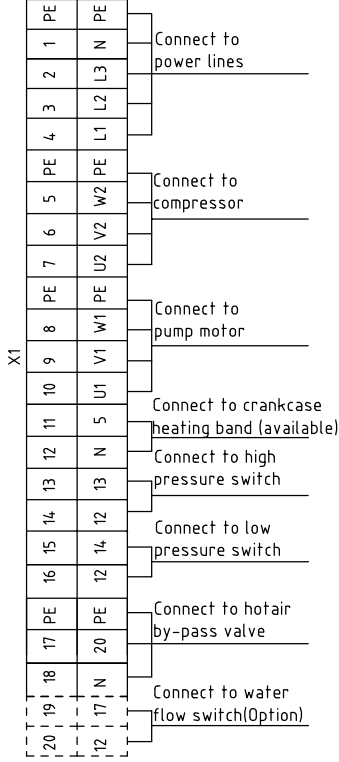 PE PE
1 N
2 L3
3 L2
4 L1
Connect to
power lines
PE PE
5 W2
6 V2
7 U2
Connect to
compressor
PE PE
8 W1
9 V1
10 U1
Connect to
pump motor
X1
11 5
12 N
Connect to crankcase
heating band (available)
13 13
14 12
Connect to high
pressure switch
15 14
16 12
Connect to low
pressure switch
PE PE
17 20
18 N
Connect to hotair
by-pass valve
19 17
20 12
Connect to water
flow switch(Option)